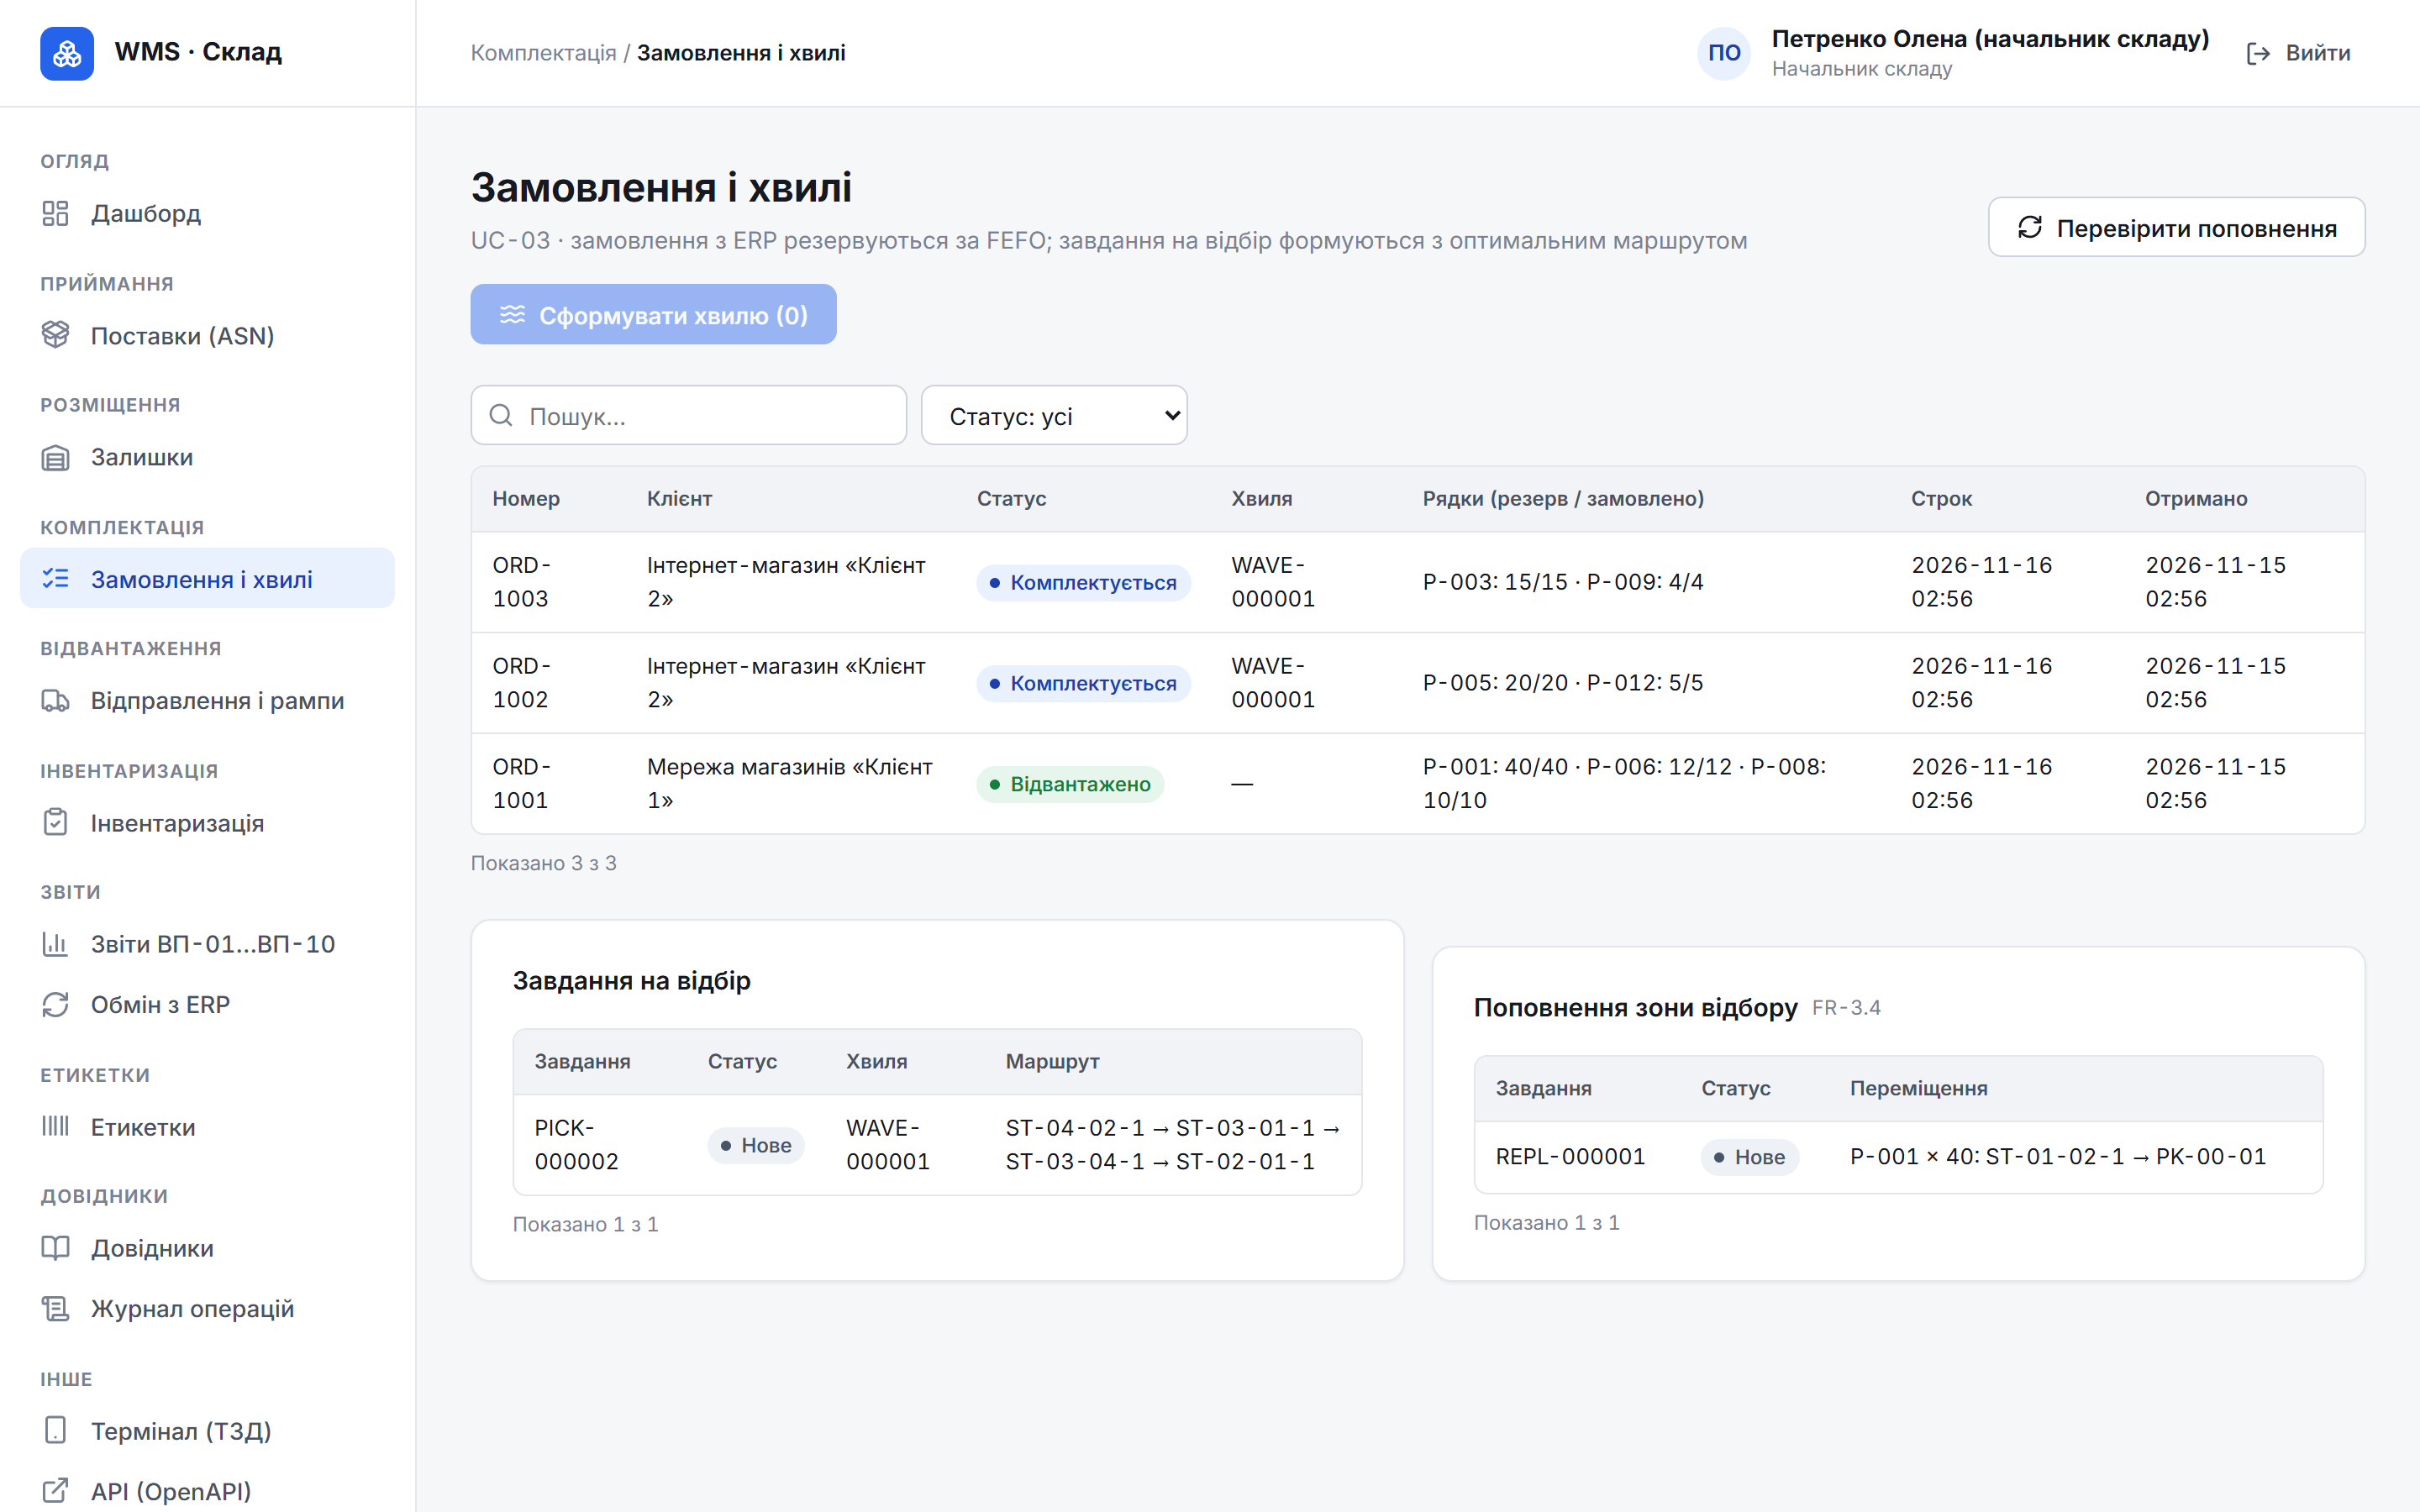 WMS · Склад
Комплектація / Замовлення і хвилі
ПО
Петренко Олена (начальник складу)
Начальник складу
Вийти
ОГЛЯД
Дашборд
ПРИЙМАННЯ
Поставки (ASN)
РОЗМІЩЕННЯ
Залишки
КОМПЛЕКТАЦІЯ
Замовлення і хвилі
ВІДВАНТАЖЕННЯ
Відправлення і рампи
ІНВЕНТАРИЗАЦІЯ
Інвентаризація
ЗВІТИ
Звіти ВП-01…ВП-10
Обмін з ERP
ЕТИКЕТКИ
Етикетки
ДОВІДНИКИ
Довідники
Журнал операцій
ІНШЕ
Термінал (ТЗД)
API (OpenAPI)
Замовлення і хвилі
UC-03 · замовлення з ERP резервуються за FEFO; завдання на відбір формуються з оптимальним маршрутом
Перевірити поповнення
Сформувати хвилю (0)
Пошук...
Статус: усі
Номер Клієнт Статус Хвиля Рядки (резерв / замовлено) Строк Отримано
ORD-1003 Інтернет-магазин «Клієнт 2» Комплектується WAVE-000001 P-003: 15/15 · P-009: 4/4 2026-11-16 02:56 2026-11-15 02:56
ORD-1002 Інтернет-магазин «Клієнт 2» Комплектується WAVE-000001 P-005: 20/20 · P-012: 5/5 2026-11-16 02:56 2026-11-15 02:56
ORD-1001 Мережа магазинів «Клієнт 1» Відвантажено — P-001: 40/40 · P-006: 12/12 · P-008: 10/10 2026-11-16 02:56 2026-11-15 02:56
Показано 3 з 3
Завдання на відбір
Завдання Статус Хвиля Маршрут
PICK-000002 Нове WAVE-000001 ST-04-02-1 → ST-03-01-1 → ST-03-04-1 → ST-02-01-1
Показано 1 з 1
Поповнення зони відбору FR-3.4
Завдання Статус Переміщення
REPL-000001 Нове P-001 × 40: ST-01-02-1 → PK-00-01
Показано 1 з 1